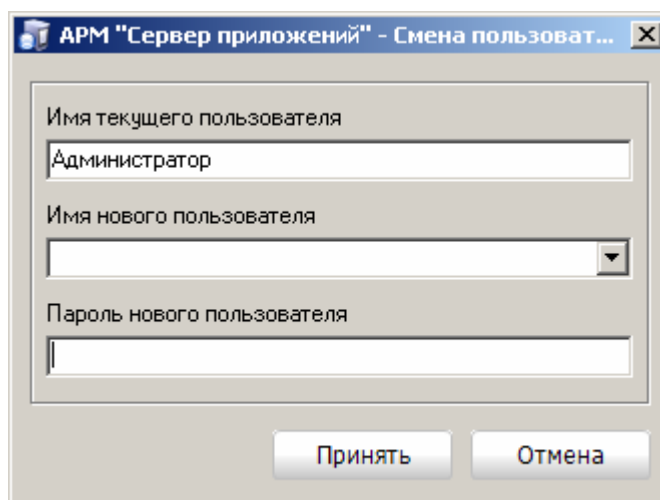 АРМ "Сервер приложений" - Смена пользоват...
Имя текущего пользователя
Администратор
Имя нового пользователя
Пароль нового пользователя
Принять Отмена